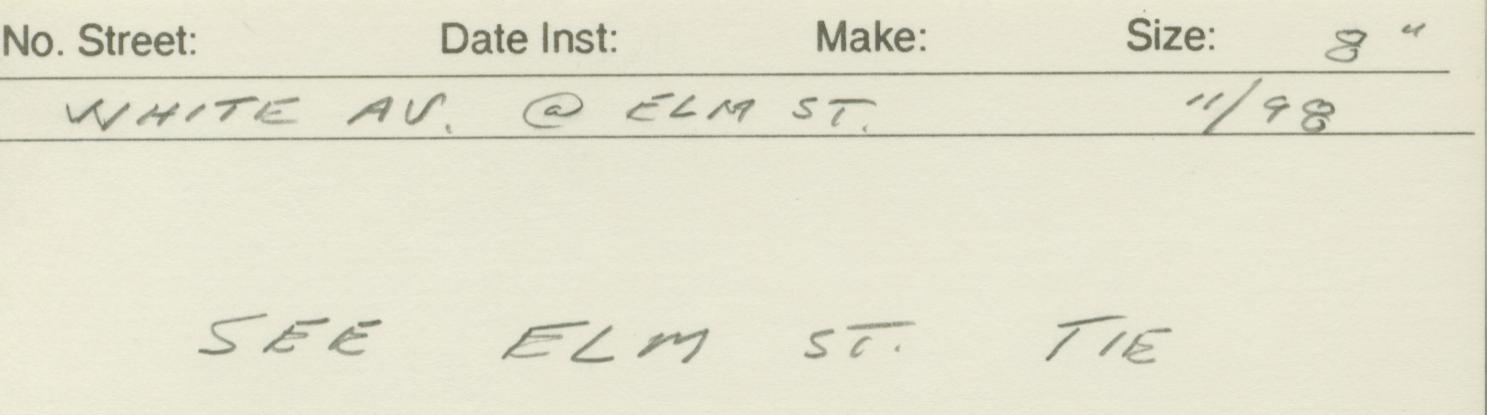 No. Street: Date Inst: Make: Size: 8"
WHITE AV. @ ELM ST. 11/98
SEE ELM ST. TIE